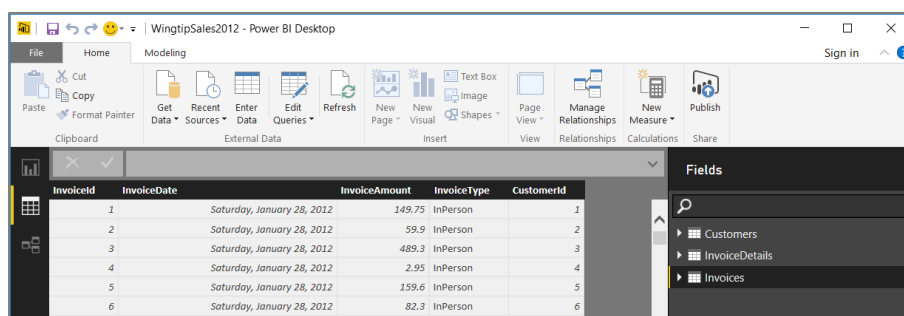 WingtipSales2012 - Power BI Desktop
File Home Modeling Sign in
Paste
Cut
Copy
Format Painter
Clipboard
Get Data
Recent Sources
Enter Data
Edit Queries
Refresh
External Data
New Page
New Visual
Text Box
Image
Shapes
Insert
Page View
View
Manage Relationships
Relationships
New Measure
Calculations
Publish
Share
Fields
InvoiceId InvoiceDate InvoiceAmount InvoiceType CustomerId
1 Saturday, January 28, 2012 149.75 InPerson 1
2 Saturday, January 28, 2012 59.9 InPerson 2
3 Saturday, January 28, 2012 489.3 InPerson 3
4 Saturday, January 28, 2012 2.95 InPerson 4
5 Saturday, January 28, 2012 159.6 InPerson 5
6 Saturday, January 28, 2012 82.3 InPerson 6
Customers
InvoiceDetails
Invoices